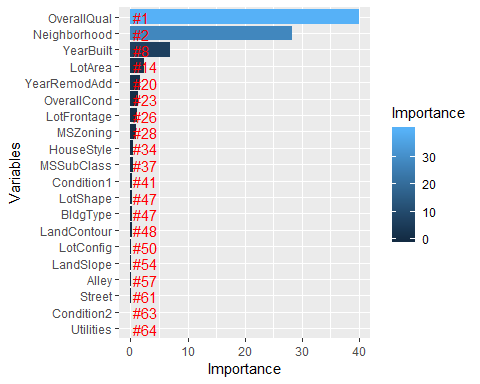 OverallQual #1
Neighborhood #2
YearBuilt #8
LotArea #14
YearRemodAdd #20
OverallCond #23
LotFrontage #26
MSZoning #28
HouseStyle #34
MSSubClass #37
Condition1 #41
LotShape #47
BldgType #47
LandContour #48
LotConfig #50
LandSlope #54
Alley #57
Street #61
Condition2 #63
Utilities #64
0 10 20 30 40
Importance
Variables
Importance
30
20
10
0